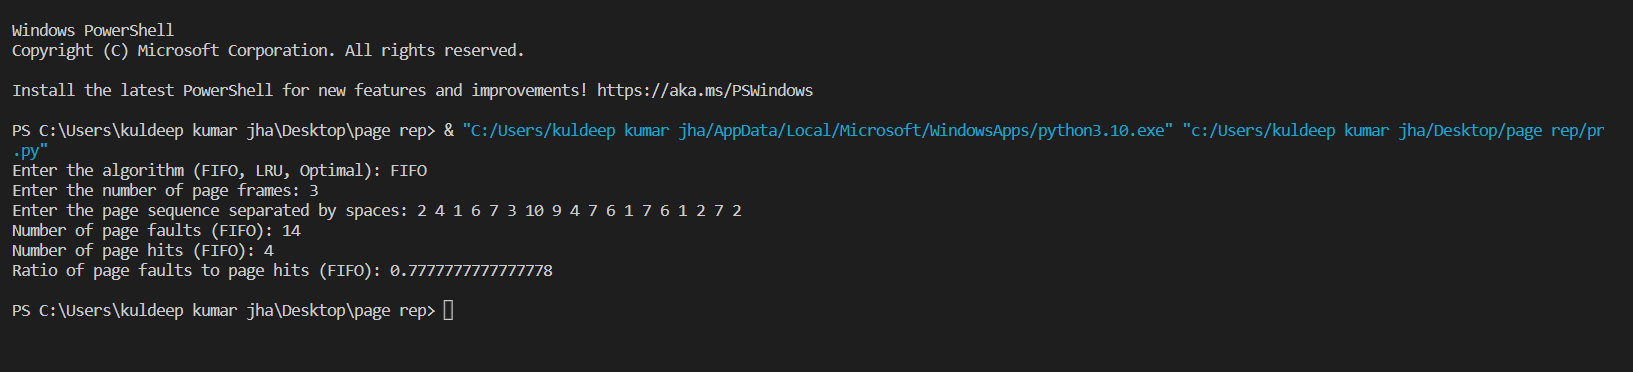 Windows PowerShell
Copyright (C) Microsoft Corporation. All rights reserved.
Install the latest PowerShell for new features and improvements! https://aka.ms/PSWindows
PS C:\Users\kuldeep kumar jha\Desktop\page rep> & "C:/Users/kuldeep kumar jha/AppData/Local/Microsoft/WindowsApps/python3.10.exe" "c:/Users/kuldeep kumar jha/Desktop/page rep/pr
.py"
Enter the algorithm (FIFO, LRU, Optimal): FIFO
Enter the number of page frames: 3
Enter the page sequence separated by spaces: 2 4 1 6 7 3 10 9 4 7 6 1 7 6 1 2 7 2
Number of page faults (FIFO): 14
Number of page hits (FIFO): 4
Ratio of page faults to page hits (FIFO): 0.7777777777777778
PS C:\Users\kuldeep kumar jha\Desktop\page rep>